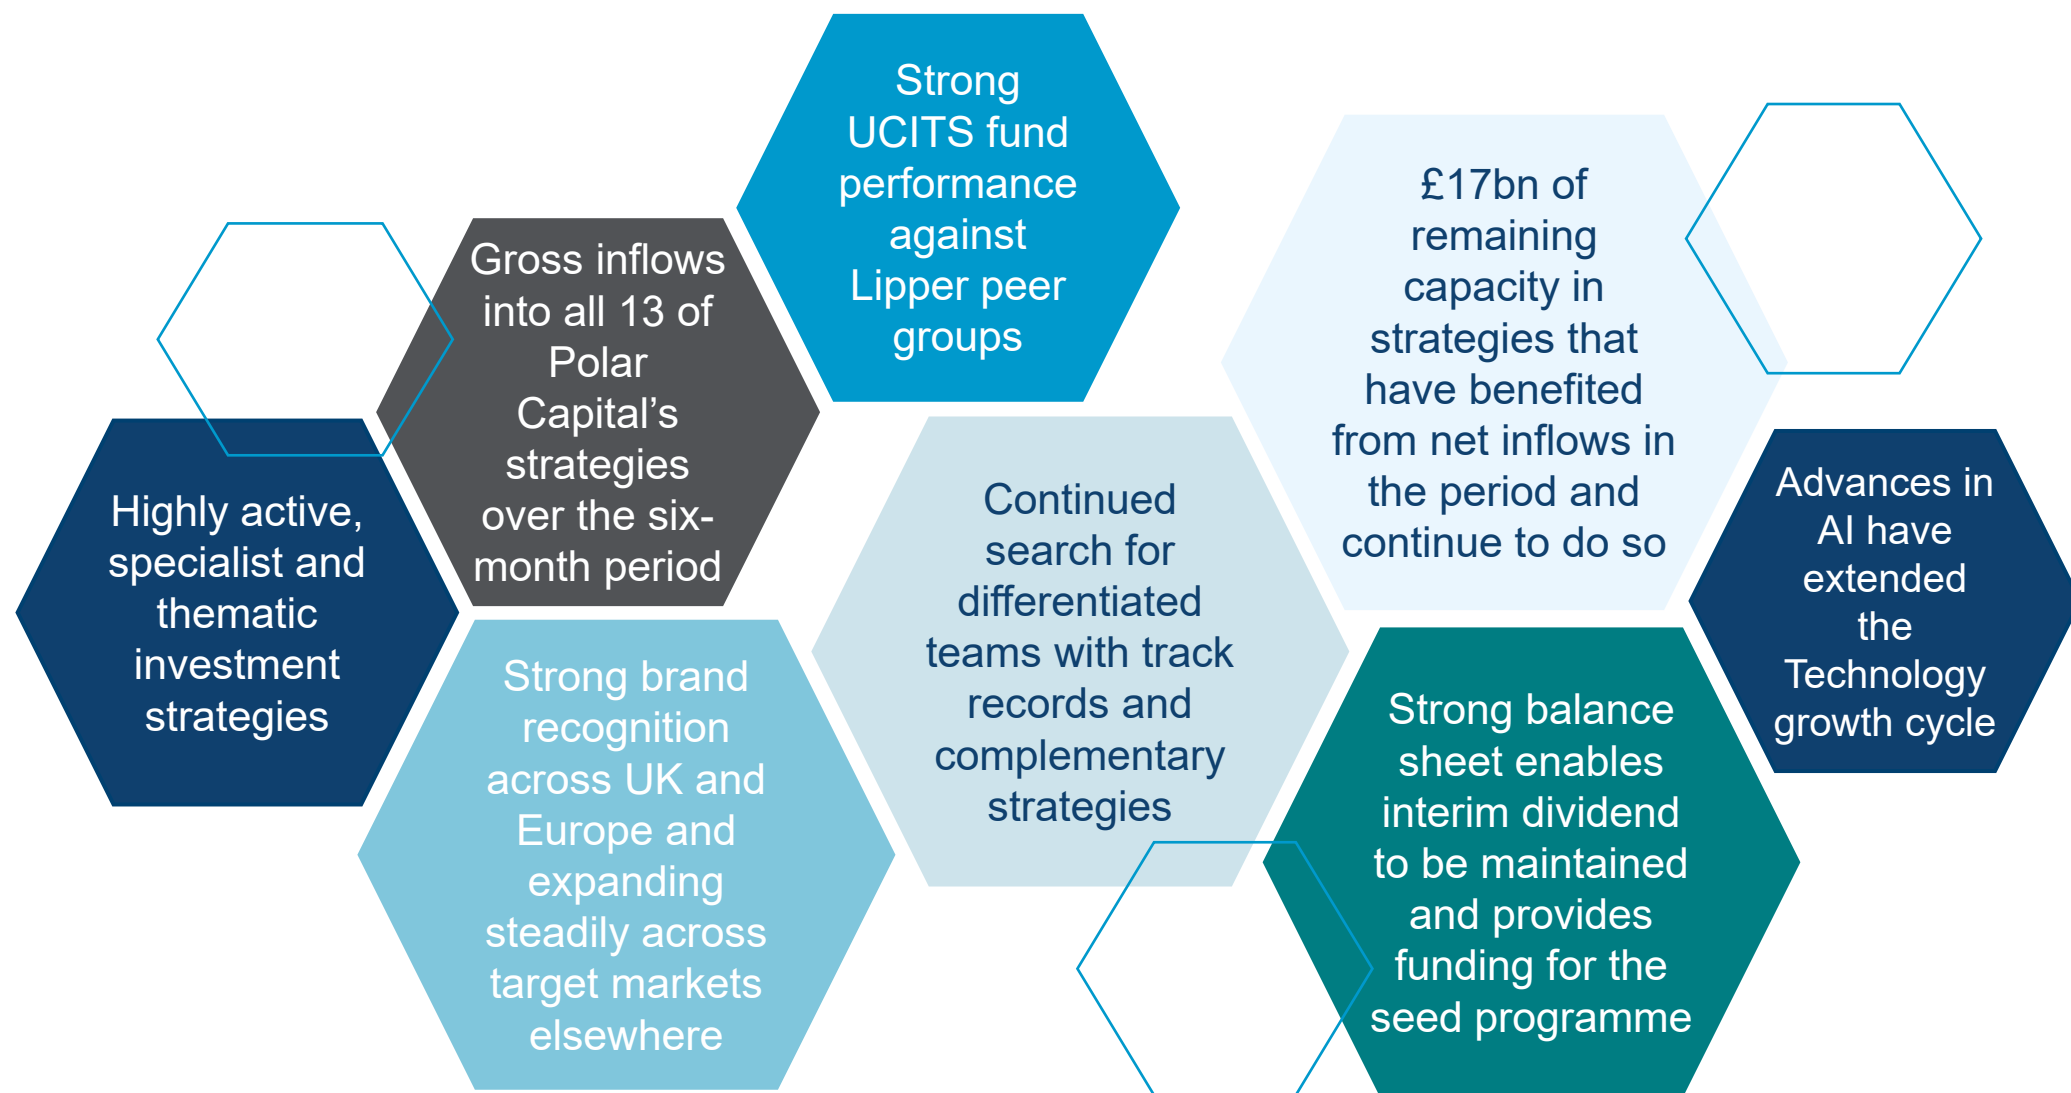 Strong
UCITS fund
performance
against
Lipper peer
groups
£17bn of
remaining
capacity in
strategies that
have benefited
from net inflows in
the period and
continue to do so
Gross inflows
into all 13 of
Polar
Capital’s
strategies
over the six-
month period
Highly active,
specialist and
thematic
investment
strategies
Continued
search for
differentiated
teams with track
records and
complementary
strategies
Advances in
AI have
extended
the
Technology
growth cycle
Strong brand
recognition
across UK and
Europe and
expanding
steadily across
target markets
elsewhere
Strong balance
sheet enables
interim dividend
to be maintained
and provides
funding for the
seed programme